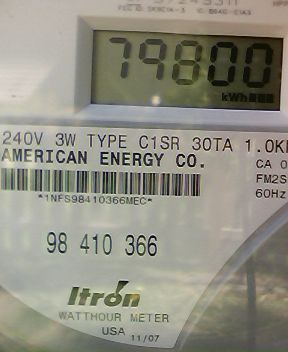 79800
kWh
240V 3W TYPE C1SR 30TA 1.0K
AMERICAN ENERGY CO.
CA 0
FM2S
60Hz
*1NFS98410366MEC*
98 410 366
Itron
WATTHOUR METER
USA 11/07